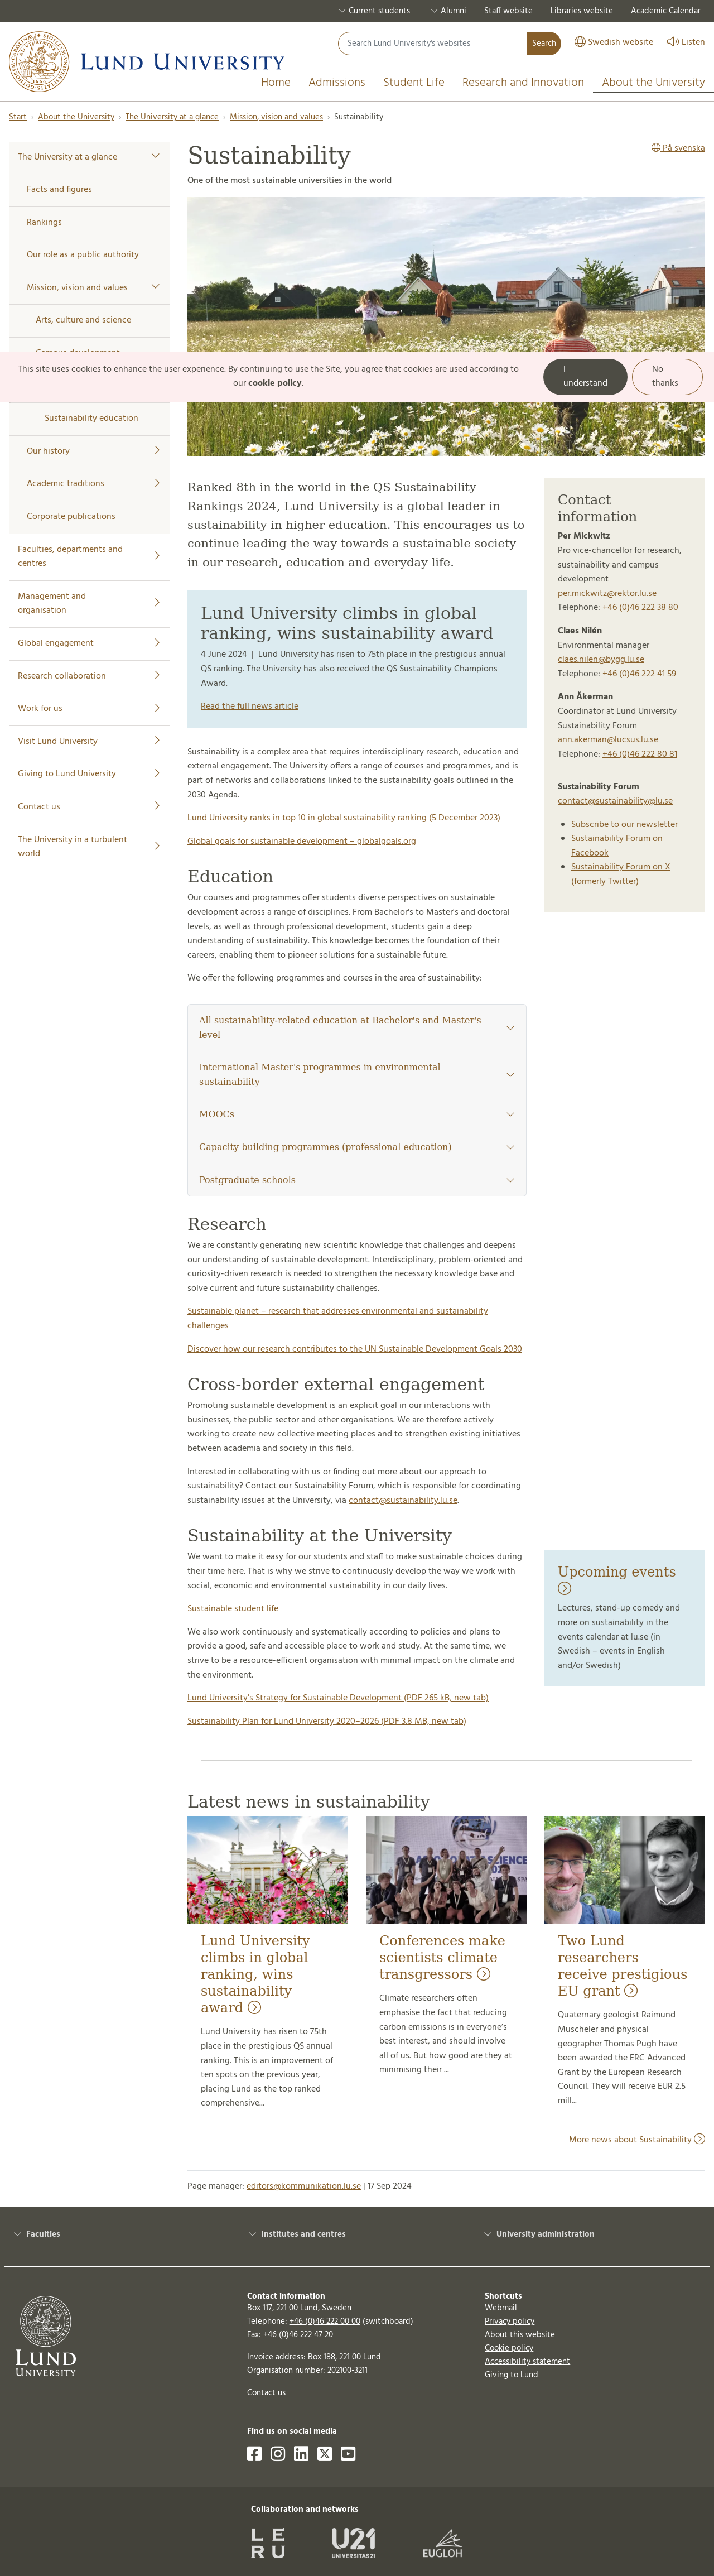 Current students
Alumni
Staff website
Libraries website
Academic Calendar
LUND UNIVERSITY
Search Lund University's websites
Search
Swedish website
Listen
Home
Admissions
Student Life
Research and Innovation
About the University
Start › About the University › The University at a glance › Mission, vision and values › Sustainability
The University at a glance
Facts and figures
Rankings
Our role as a public authority
Mission, vision and values
Arts, culture and science
Sustainability education
Our history
Academic traditions
Corporate publications
Faculties, departments and
centres
Management and
organisation
Global engagement
Research collaboration
Work for us
Visit Lund University
Giving to Lund University
Contact us
The University in a turbulent
world
Sustainability
På svenska
One of the most sustainable universities in the world
This site uses cookies to enhance the user experience. By continuing to use the Site, you agree that cookies are used according to
our cookie policy.
I
understand
No
thanks
Ranked 8th in the world in the QS Sustainability
Rankings 2024, Lund University is a global leader in
sustainability in higher education. This encourages us to
continue leading the way towards a sustainable society
in our research, education and everyday life.
Lund University climbs in global
ranking, wins sustainability award
4 June 2024 | Lund University has risen to 75th place in the prestigious annual
QS ranking. The University has also received the QS Sustainability Champions
Award.
Read the full news article
Sustainability is a complex area that requires interdisciplinary research, education and
external engagement. The University offers a range of courses and programmes, and is
part of networks and collaborations linked to the sustainability goals outlined in the
2030 Agenda.
Lund University ranks in top 10 in global sustainability ranking (5 December 2023)
Global goals for sustainable development – globalgoals.org
Education
Our courses and programmes offer students diverse perspectives on sustainable
development across a range of disciplines. From Bachelor's to Master's and doctoral
levels, as well as through professional development, students gain a deep
understanding of sustainability. This knowledge becomes the foundation of their
careers, enabling them to pioneer solutions for a sustainable future.
We offer the following programmes and courses in the area of sustainability:
All sustainability-related education at Bachelor's and Master's
level
International Master's programmes in environmental
sustainability
MOOCs
Capacity building programmes (professional education)
Postgraduate schools
Research
We are constantly generating new scientific knowledge that challenges and deepens
our understanding of sustainable development. Interdisciplinary, problem-oriented and
curiosity-driven research is needed to strengthen the necessary knowledge base and
solve current and future sustainability challenges.
Sustainable planet – research that addresses environmental and sustainability
challenges
Discover how our research contributes to the UN Sustainable Development Goals 2030
Cross-border external engagement
Promoting sustainable development is an explicit goal in our interactions with
businesses, the public sector and other organisations. We are therefore actively
working to create new collective meeting places and to strengthen existing initiatives
between academia and society in this field.
Interested in collaborating with us or finding out more about our approach to
sustainability? Contact our Sustainability Forum, which is responsible for coordinating
sustainability issues at the University, via contact@sustainability.lu.se.
Sustainability at the University
We want to make it easy for our students and staff to make sustainable choices during
their time here. That is why we strive to continuously develop the way we work with
social, economic and environmental sustainability in our daily lives.
Sustainable student life
We also work continuously and systematically according to policies and plans to
provide a good, safe and accessible place to work and study. At the same time, we
strive to be a resource-efficient organisation with minimal impact on the climate and
the environment.
Lund University's Strategy for Sustainable Development (PDF 265 kB, new tab)
Sustainability Plan for Lund University 2020–2026 (PDF 3.8 MB, new tab)
Contact
information
Per Mickwitz
Pro vice-chancellor for research,
sustainability and campus
development
per.mickwitz@rektor.lu.se
Telephone: +46 (0)46 222 38 80
Claes Nilén
Environmental manager
claes.nilen@bygg.lu.se
Telephone: +46 (0)46 222 41 59
Ann Åkerman
Coordinator at Lund University
Sustainability Forum
ann.akerman@lucsus.lu.se
Telephone: +46 (0)46 222 80 81
Sustainability Forum
contact@sustainability@lu.se
Subscribe to our newsletter
Sustainability Forum on
Facebook
Sustainability Forum on X
(formerly Twitter)
Upcoming events
Lectures, stand-up comedy and
more on sustainability in the
events calendar at lu.se (in
Swedish – events in English
and/or Swedish)
Latest news in sustainability
Lund University
climbs in global
ranking, wins
sustainability
award
Lund University has risen to 75th
place in the prestigious QS annual
ranking. This is an improvement of
ten spots on the previous year,
placing Lund as the top ranked
comprehensive...
Conferences make
scientists climate
transgressors
Climate researchers often
emphasise the fact that reducing
carbon emissions is in everyone's
best interest, and should involve
all of us. But how good are they at
minimising their ...
Two Lund
researchers
receive prestigious
EU grant
Quaternary geologist Raimund
Muscheler and physical
geographer Thomas Pugh have
been awarded the ERC Advanced
Grant by the European Research
Council. They will receive EUR 2.5
mill...
More news about Sustainability
Page manager: editors@kommunikation.lu.se | 17 Sep 2024
Faculties
Institutes and centres
University administration
LUND
UNIVERSITY
Contact information
Box 117, 221 00 Lund, Sweden
Telephone: +46 (0)46 222 00 00 (switchboard)
Fax: +46 (0)46 222 47 20
Invoice address: Box 188, 221 00 Lund
Organisation number: 202100-3211
Contact us
Shortcuts
Webmail
Privacy policy
About this website
Cookie policy
Accessibility statement
Giving to Lund
Find us on social media
Collaboration and networks
LE
RU
U21
UNIVERSITAS 21
EUGLOH